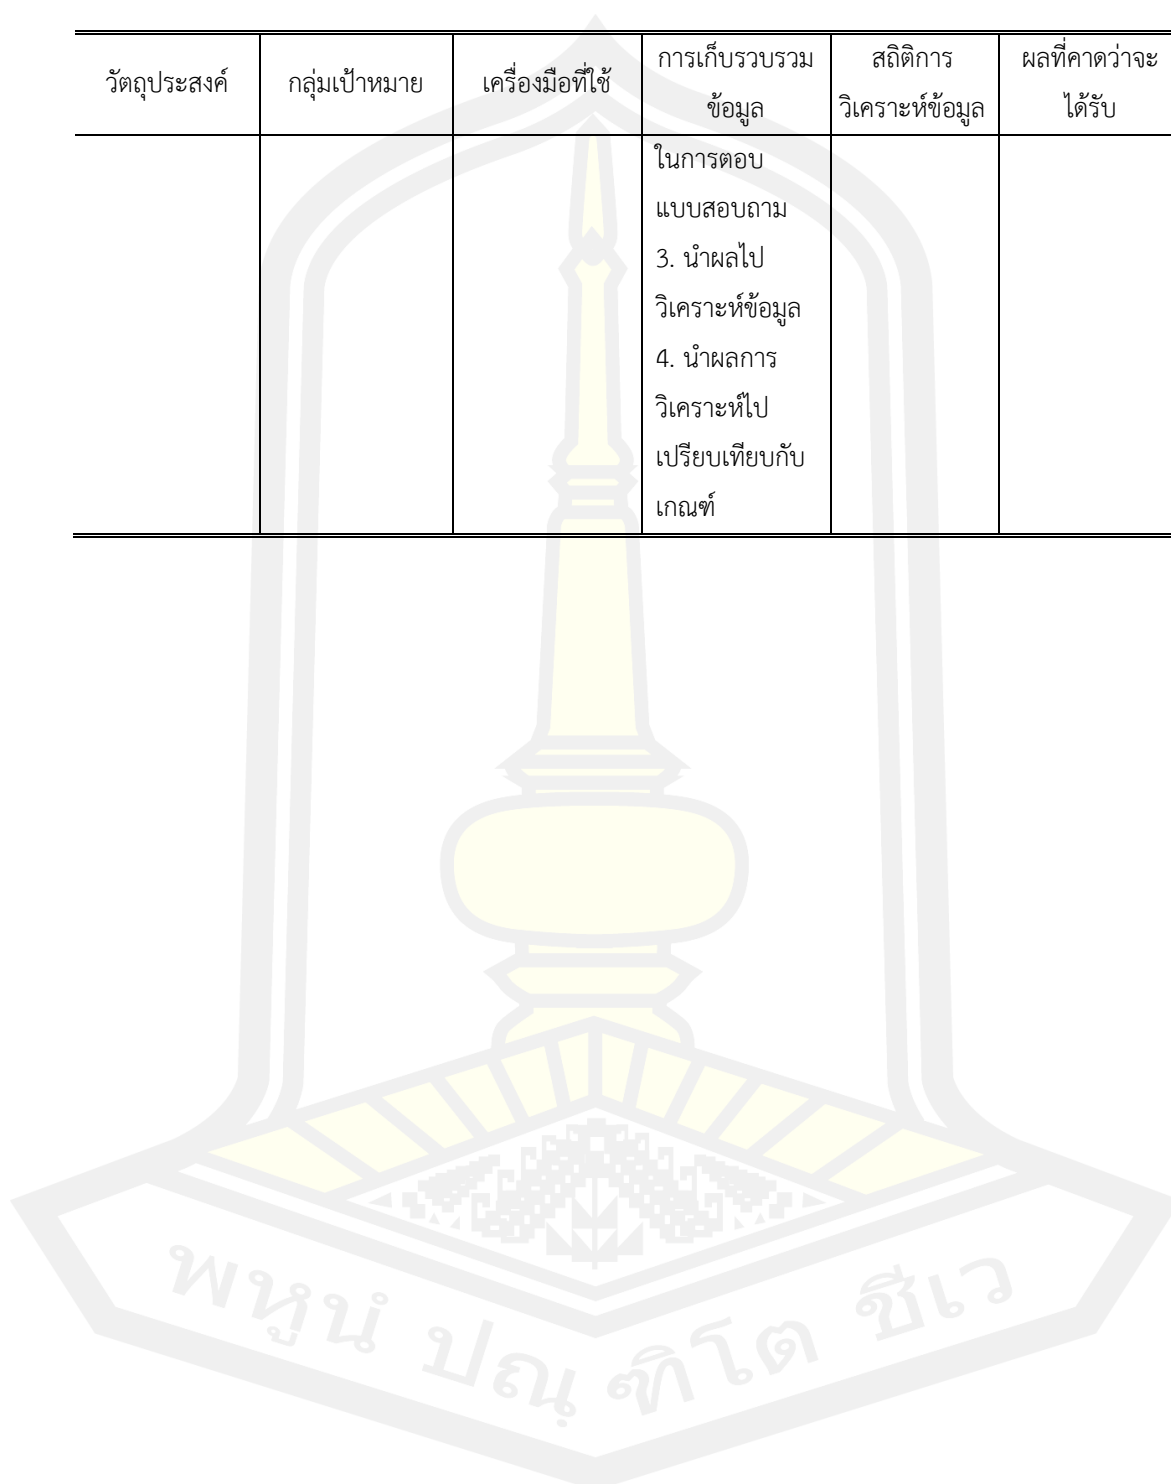 วัตถุประสงค์ กลุ่มเป้าหมาย เครื่องมือที่ใช้ การเก็บรวบรวม สถิติการ ผลที่คาดว่าจะ
ข้อมูล วิเคราะห์ข้อมูล ได้รับ
ในการตอบ
แบบสอบถาม
3. นำผลไป
วิเคราะห์ข้อมูล
4. นำผลการ
วิเคราะห์ไป
เปรียบเทียบกับ
เกณฑ์
พหูนํ ปณฺฑิโต ชีเว